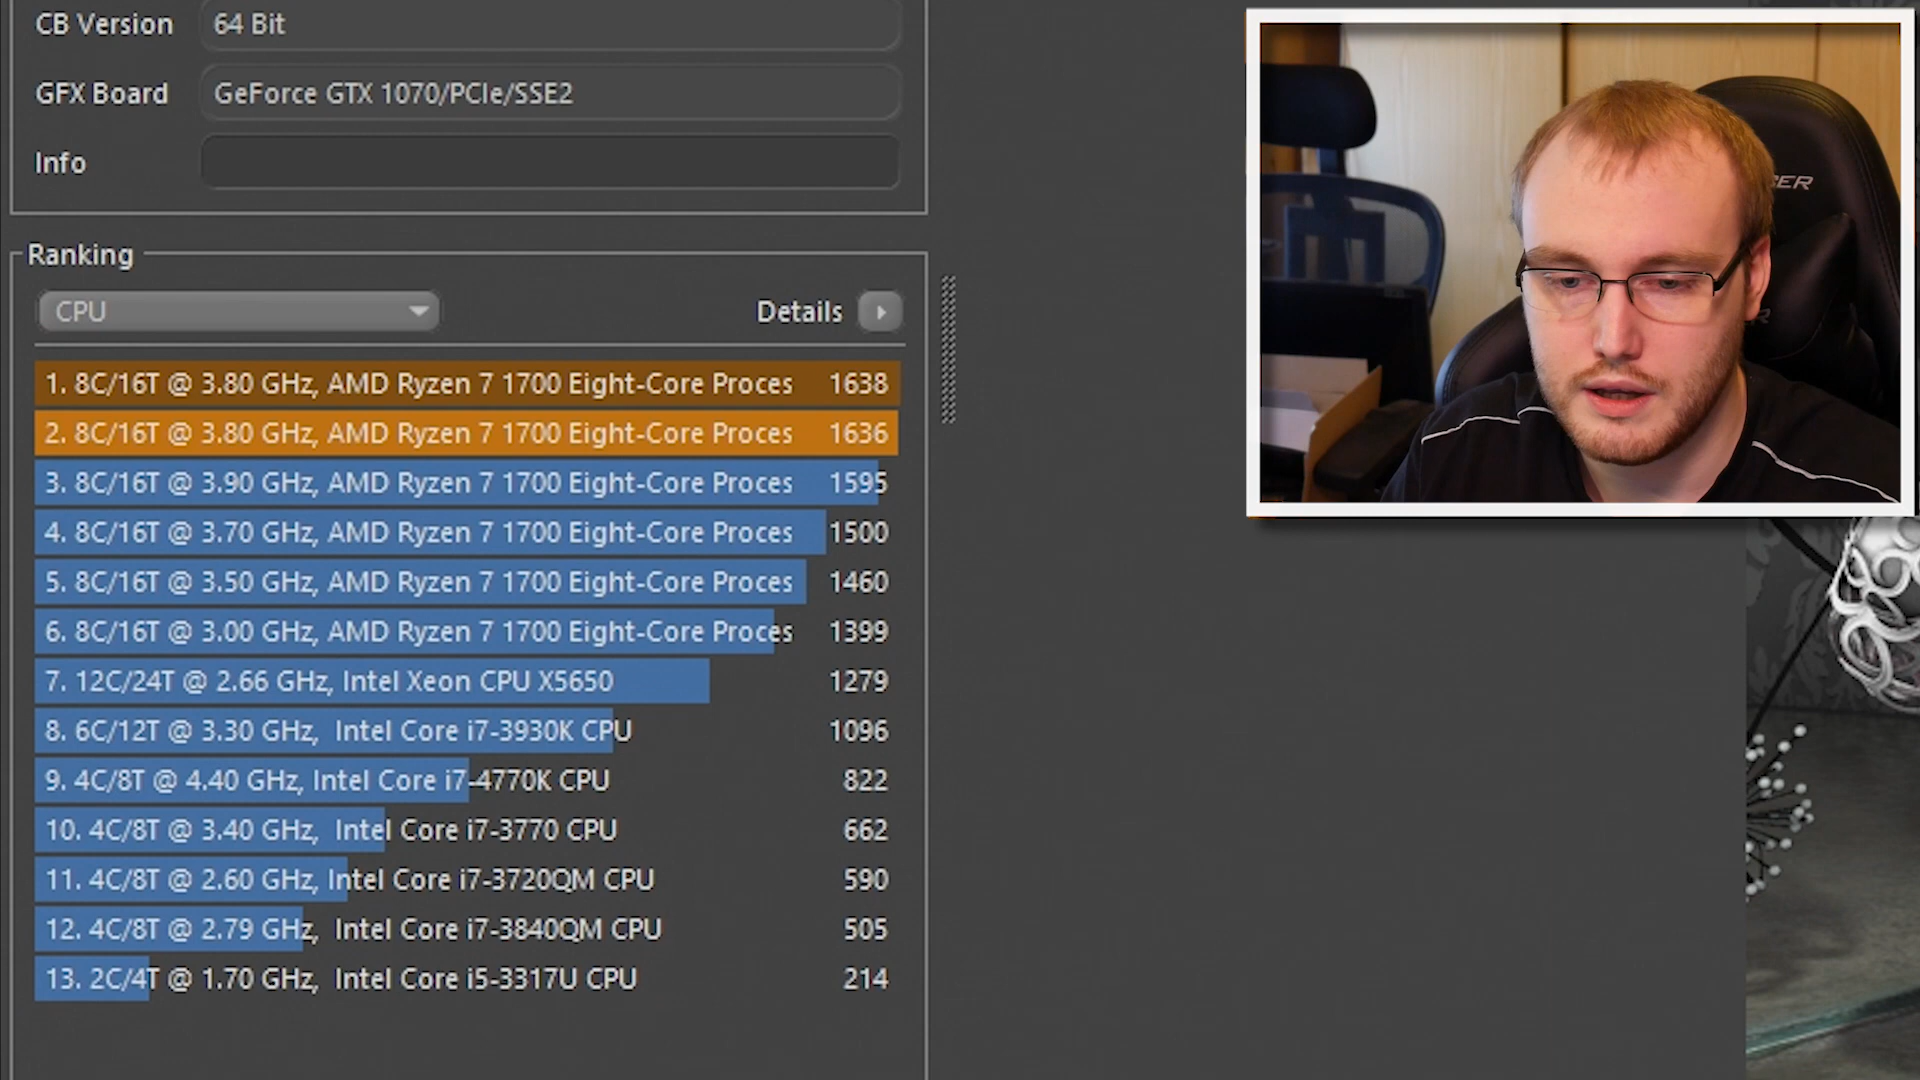 CB Version 64 Bit
GFX Board GeForce GTX 1070/PCIe/SSE2
Info
Ranking
CPU Details
1. 8C/16T @ 3.80 GHz, AMD Ryzen 7 1700 Eight-Core Proces 1638
2. 8C/16T @ 3.80 GHz, AMD Ryzen 7 1700 Eight-Core Proces 1636
3. 8C/16T @ 3.90 GHz, AMD Ryzen 7 1700 Eight-Core Proces 1595
4. 8C/16T @ 3.70 GHz, AMD Ryzen 7 1700 Eight-Core Proces 1500
5. 8C/16T @ 3.50 GHz, AMD Ryzen 7 1700 Eight-Core Proces 1460
6. 8C/16T @ 3.00 GHz, AMD Ryzen 7 1700 Eight-Core Proces 1399
7. 12C/24T @ 2.66 GHz, Intel Xeon CPU X5650 1279
8. 6C/12T @ 3.30 GHz, Intel Core i7-3930K CPU 1096
9. 4C/8T @ 4.40 GHz, Intel Core i7-4770K CPU 822
10. 4C/8T @ 3.40 GHz, Intel Core i7-3770 CPU 662
11. 4C/8T @ 2.60 GHz, Intel Core i7-3720QM CPU 590
12. 4C/8T @ 2.79 GHz, Intel Core i7-3840QM CPU 505
13. 2C/4T @ 1.70 GHz, Intel Core i5-3317U CPU 214